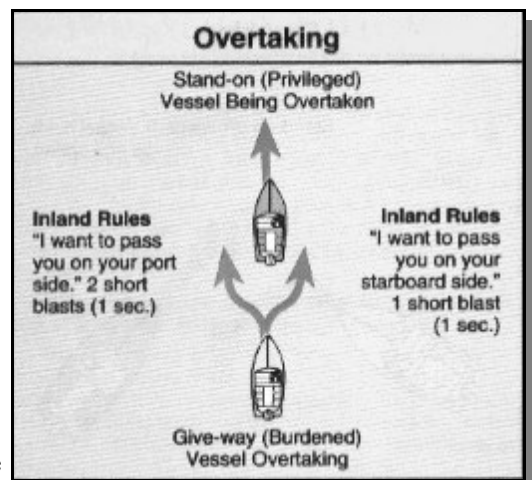 Overtaking
Stand-on (Privileged)
Vessel Being Overtaken
Inland Rules
"I want to pass
you on your port
side." 2 short
blasts (1 sec.)
Inland Rules
"I want to pass
you on your
starboard side."
1 short blast
(1 sec.)
Give-way (Burdened)
Vessel Overtaking